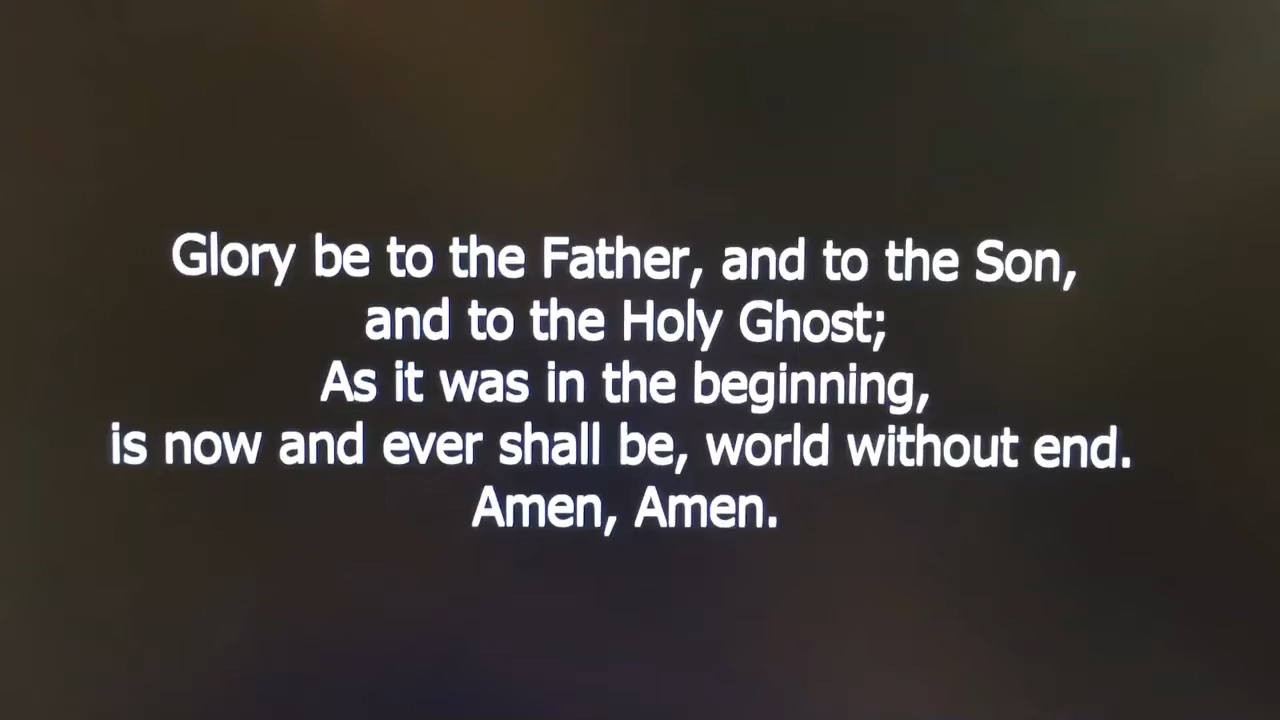 Glory be to the Father, and to the Son,
and to the Holy Ghost;
As it was in the beginning,
is now and ever shall be, world without end.
Amen, Amen.